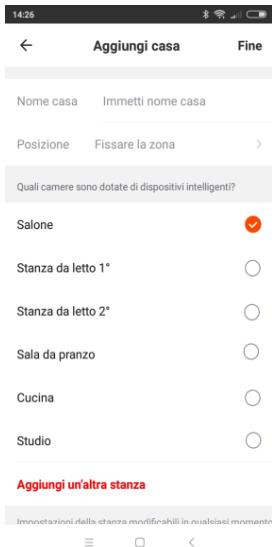 14:26
Aggiungi casa Fine
Nome casa Immetti nome casa
Posizione Fissare la zona
Quali camere sono dotate di dispositivi intelligenti?
Salone
Stanza da letto 1°
Stanza da letto 2°
Sala da pranzo
Cucina
Studio
Aggiungi un'altra stanza
Impostazioni della stanza modificabili in qualsiasi momento